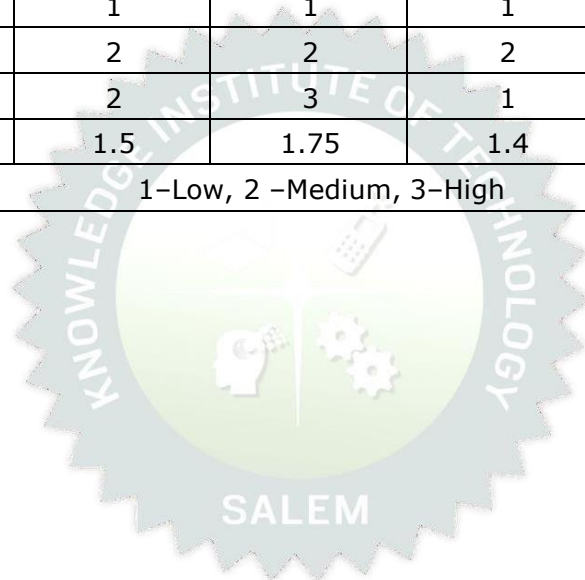 1 1 1
2 2 2
2 3 1
1.5 1.75 1.4
1–Low, 2 –Medium, 3–High
KNOWLEDGE INSTITUTE OF TECHNOLOGY
SALEM